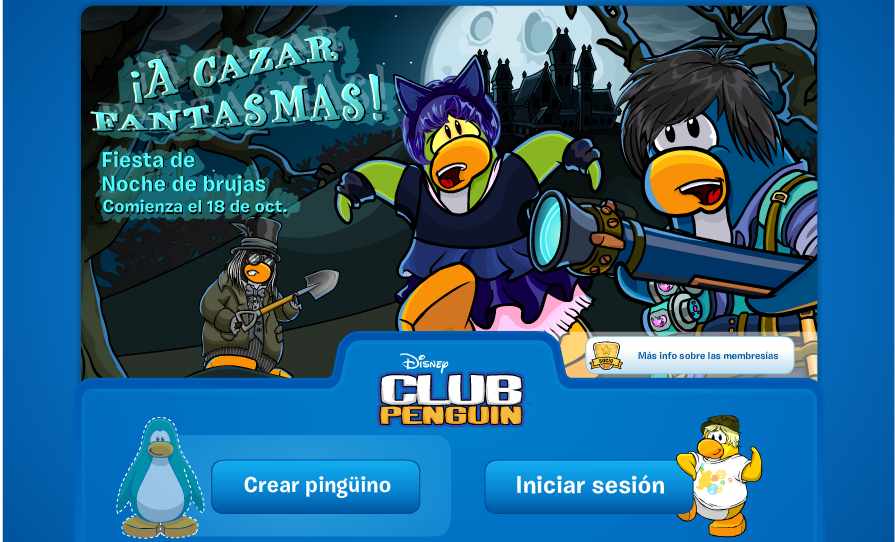 ¡A CAZAR
FANTASMAS!
Fiesta de
Noche de brujas
Comienza el 18 de oct.
SOCIO
Más info sobre las membresías
Disney
CLUB
PENGUIN
Crear pingüino
Iniciar sesión